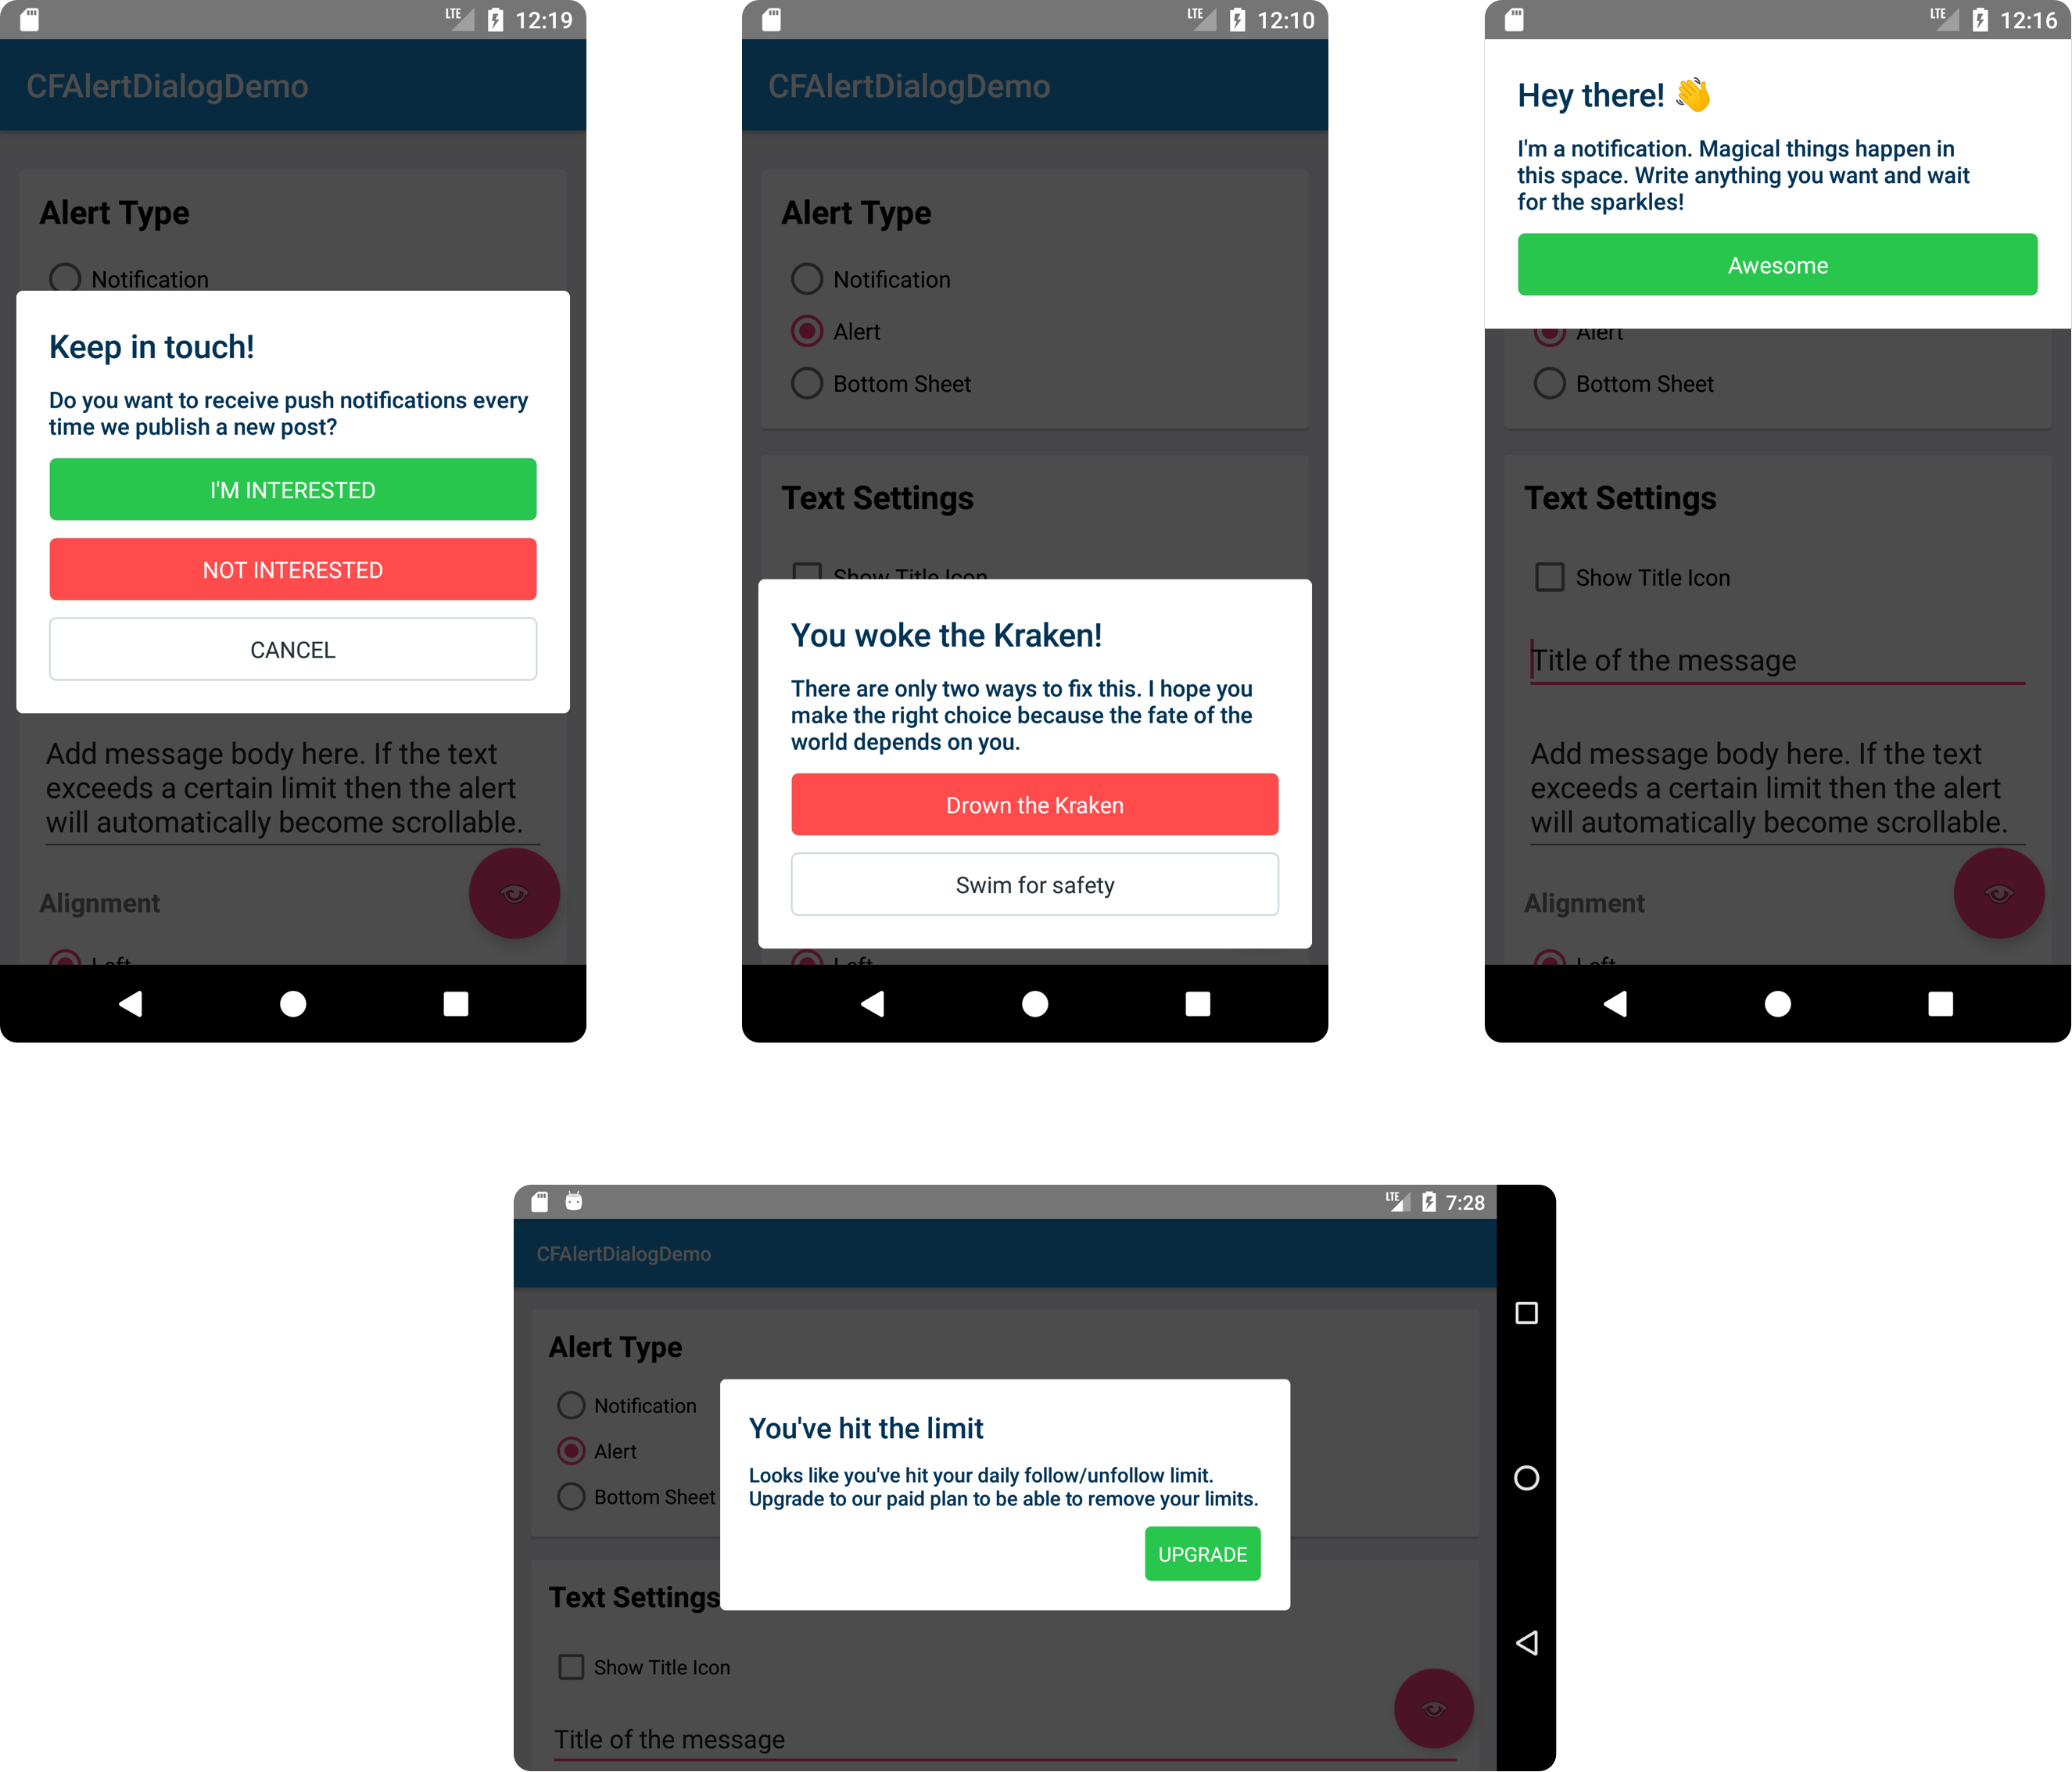 LTE 12:19
CFAlertDialogDemo
Alert Type
Notification
Keep in touch!
Do you want to receive push notifications every
time we publish a new post?
I'M INTERESTED
NOT INTERESTED
CANCEL
Add message body here. If the text
exceeds a certain limit then the alert
will automatically become scrollable.
Alignment
Left
LTE 12:10
CFAlertDialogDemo
Alert Type
Notification
Alert
Bottom Sheet
Text Settings
Show Title Icon
You woke the Kraken!
There are only two ways to fix this. I hope you
make the right choice because the fate of the
world depends on you.
Drown the Kraken
Swim for safety
Left
LTE 12:16
Hey there! 👋
I'm a notification. Magical things happen in
this space. Write anything you want and wait
for the sparkles!
Awesome
Alert
Bottom Sheet
Text Settings
Show Title Icon
Title of the message
Add message body here. If the text
exceeds a certain limit then the alert
will automatically become scrollable.
Alignment
Left
LTE 7:28
CFAlertDialogDemo
Alert Type
Notification
Alert
Bottom Sheet
You've hit the limit
Looks like you've hit your daily follow/unfollow limit.
Upgrade to our paid plan to be able to remove your limits.
UPGRADE
Text Settings
Show Title Icon
Title of the message